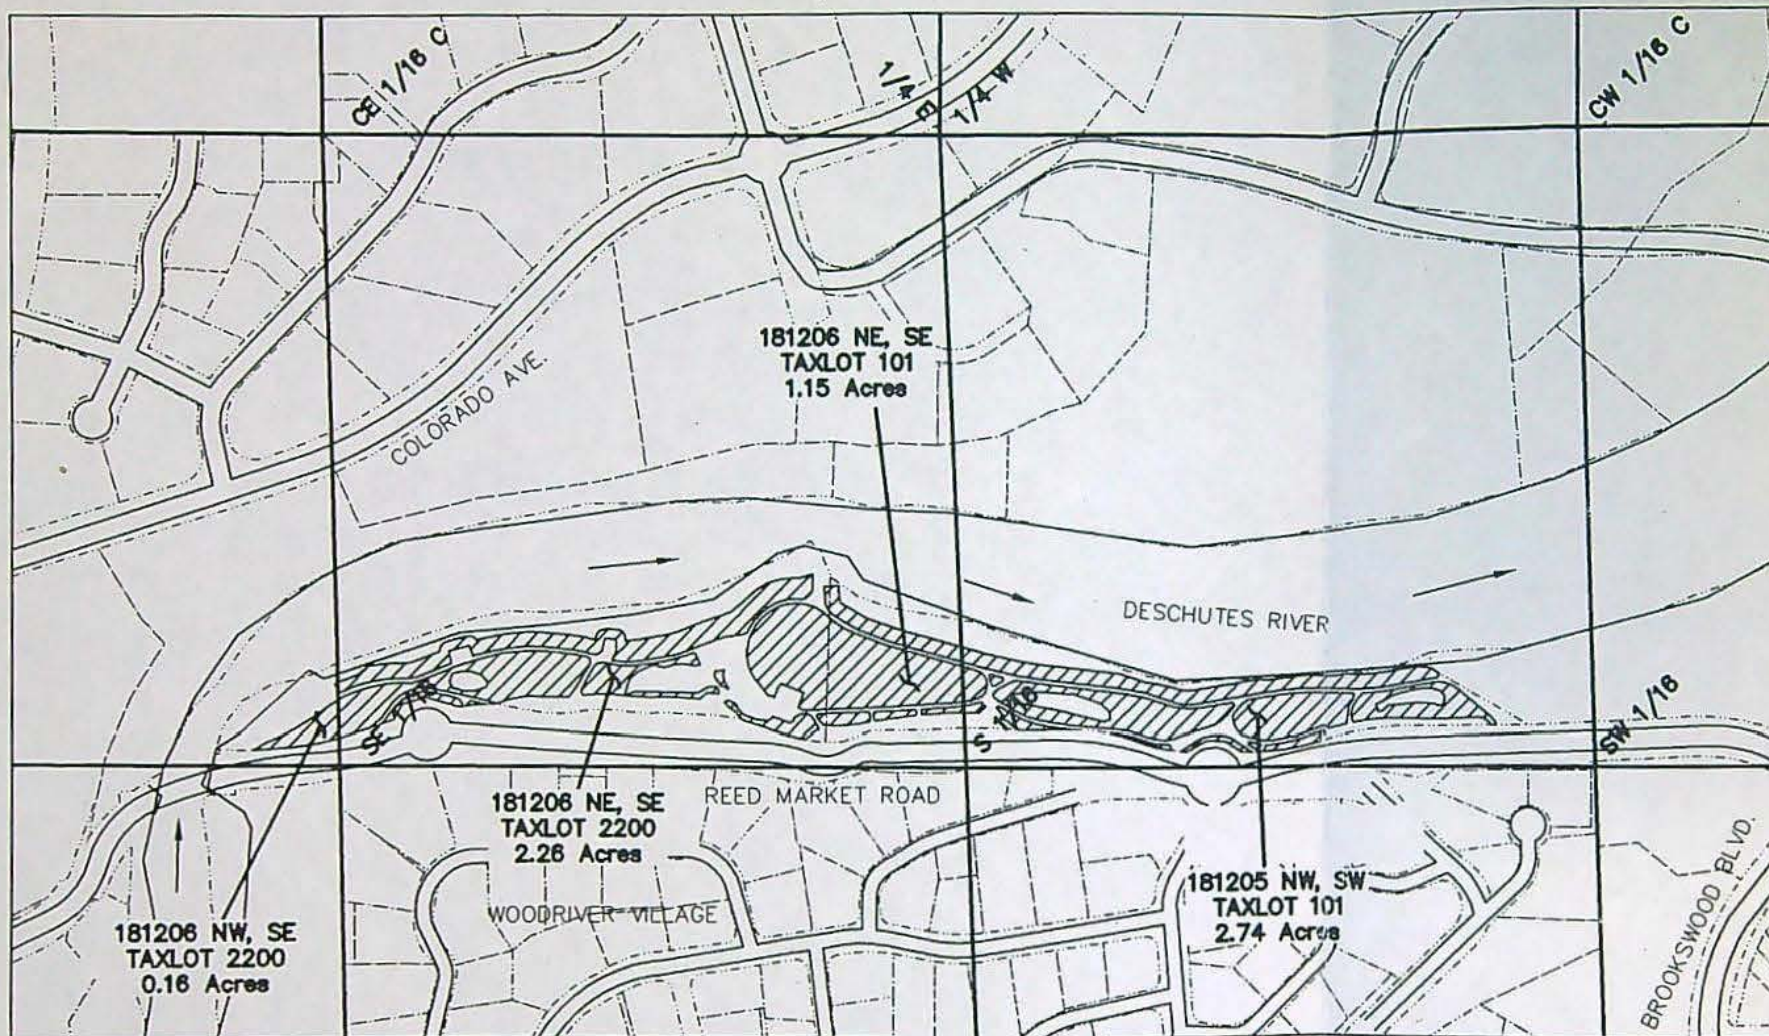 CE 1/16 C
1/4 E
1/4 W
CW 1/16 C
181206 NE, SE
TAXLOT 101
1.15 Acres
COLORADO AVE.
DESCHUTES RIVER
SE 1/16
S 1/16
SW 1/16
181206 NE, SE
TAXLOT 2200
2.26 Acres
REED MARKET ROAD
181205 NW, SW
TAXLOT 101
2.74 Acres
WOODRIVER VILLAGE
181206 NW, SE
TAXLOT 2200
0.16 Acres
BROOKSWOOD BLVD.